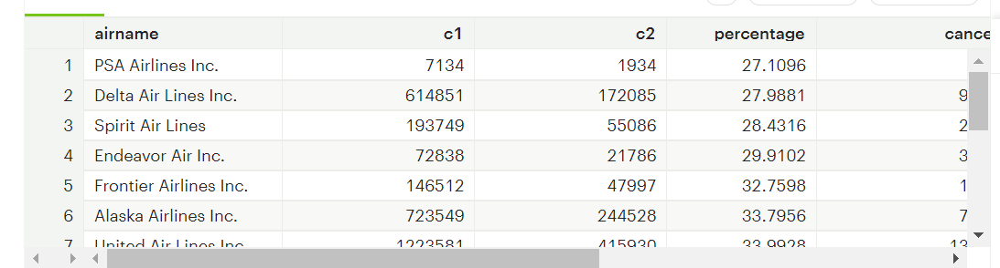 airname c1 c2 percentage cance
1 PSA Airlines Inc. 7134 1934 27.1096
2 Delta Air Lines Inc. 614851 172085 27.9881 9
3 Spirit Air Lines 193749 55086 28.4316 2
4 Endeavor Air Inc. 72838 21786 29.9102 3
5 Frontier Airlines Inc. 146512 47997 32.7598 1
6 Alaska Airlines Inc. 723549 244528 33.7956 7
7 United Air Lines Inc. 1223581 415930 33.9928 13